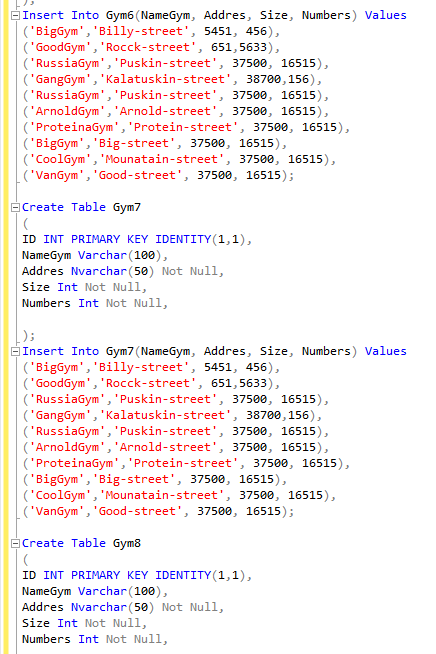 );
Insert Into Gym6(NameGym, Addres, Size, Numbers) Values
('BigGym','Billy-street', 5451, 456),
('GoodGym','Rocck-street', 651,5633),
('RussiaGym','Puskin-street', 37500, 16515),
('GangGym','Kalatuskin-street', 38700,156),
('RussiaGym','Puskin-street', 37500, 16515),
('ArnoldGym','Arnold-street', 37500, 16515),
('ProteinaGym','Protein-street', 37500, 16515),
('BigGym','Big-street', 37500, 16515),
('CoolGym','Mounatain-street', 37500, 16515),
('VanGym','Good-street', 37500, 16515);
Create Table Gym7
(
ID INT PRIMARY KEY IDENTITY(1,1),
NameGym Varchar(100),
Addres Nvarchar(50) Not Null,
Size Int Not Null,
Numbers Int Not Null,
);
Insert Into Gym7(NameGym, Addres, Size, Numbers) Values
('BigGym','Billy-street', 5451, 456),
('GoodGym','Rocck-street', 651,5633),
('RussiaGym','Puskin-street', 37500, 16515),
('GangGym','Kalatuskin-street', 38700,156),
('RussiaGym','Puskin-street', 37500, 16515),
('ArnoldGym','Arnold-street', 37500, 16515),
('ProteinaGym','Protein-street', 37500, 16515),
('BigGym','Big-street', 37500, 16515),
('CoolGym','Mounatain-street', 37500, 16515),
('VanGym','Good-street', 37500, 16515);
Create Table Gym8
(
ID INT PRIMARY KEY IDENTITY(1,1),
NameGym Varchar(100),
Addres Nvarchar(50) Not Null,
Size Int Not Null,
Numbers Int Not Null,